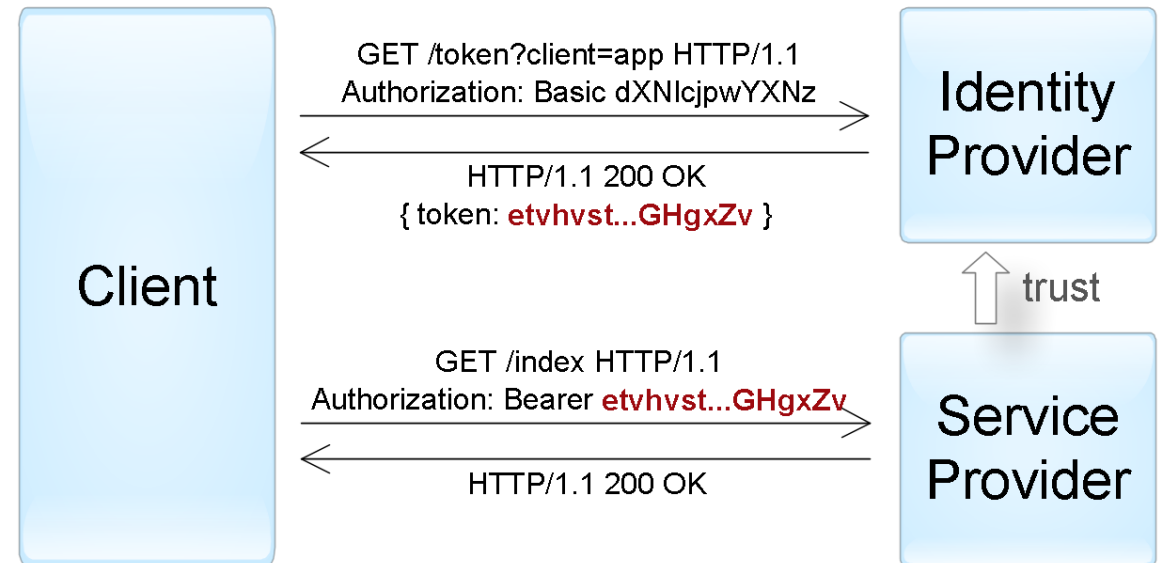 Client
GET /token?client=app HTTP/1.1
Authorization: Basic dXNlcjpwYXNz
HTTP/1.1 200 OK
{ token: etvhvst...GHgxZv }
Identity
Provider
trust
GET /index HTTP/1.1
Authorization: Bearer etvhvst...GHgxZv
HTTP/1.1 200 OK
Service
Provider